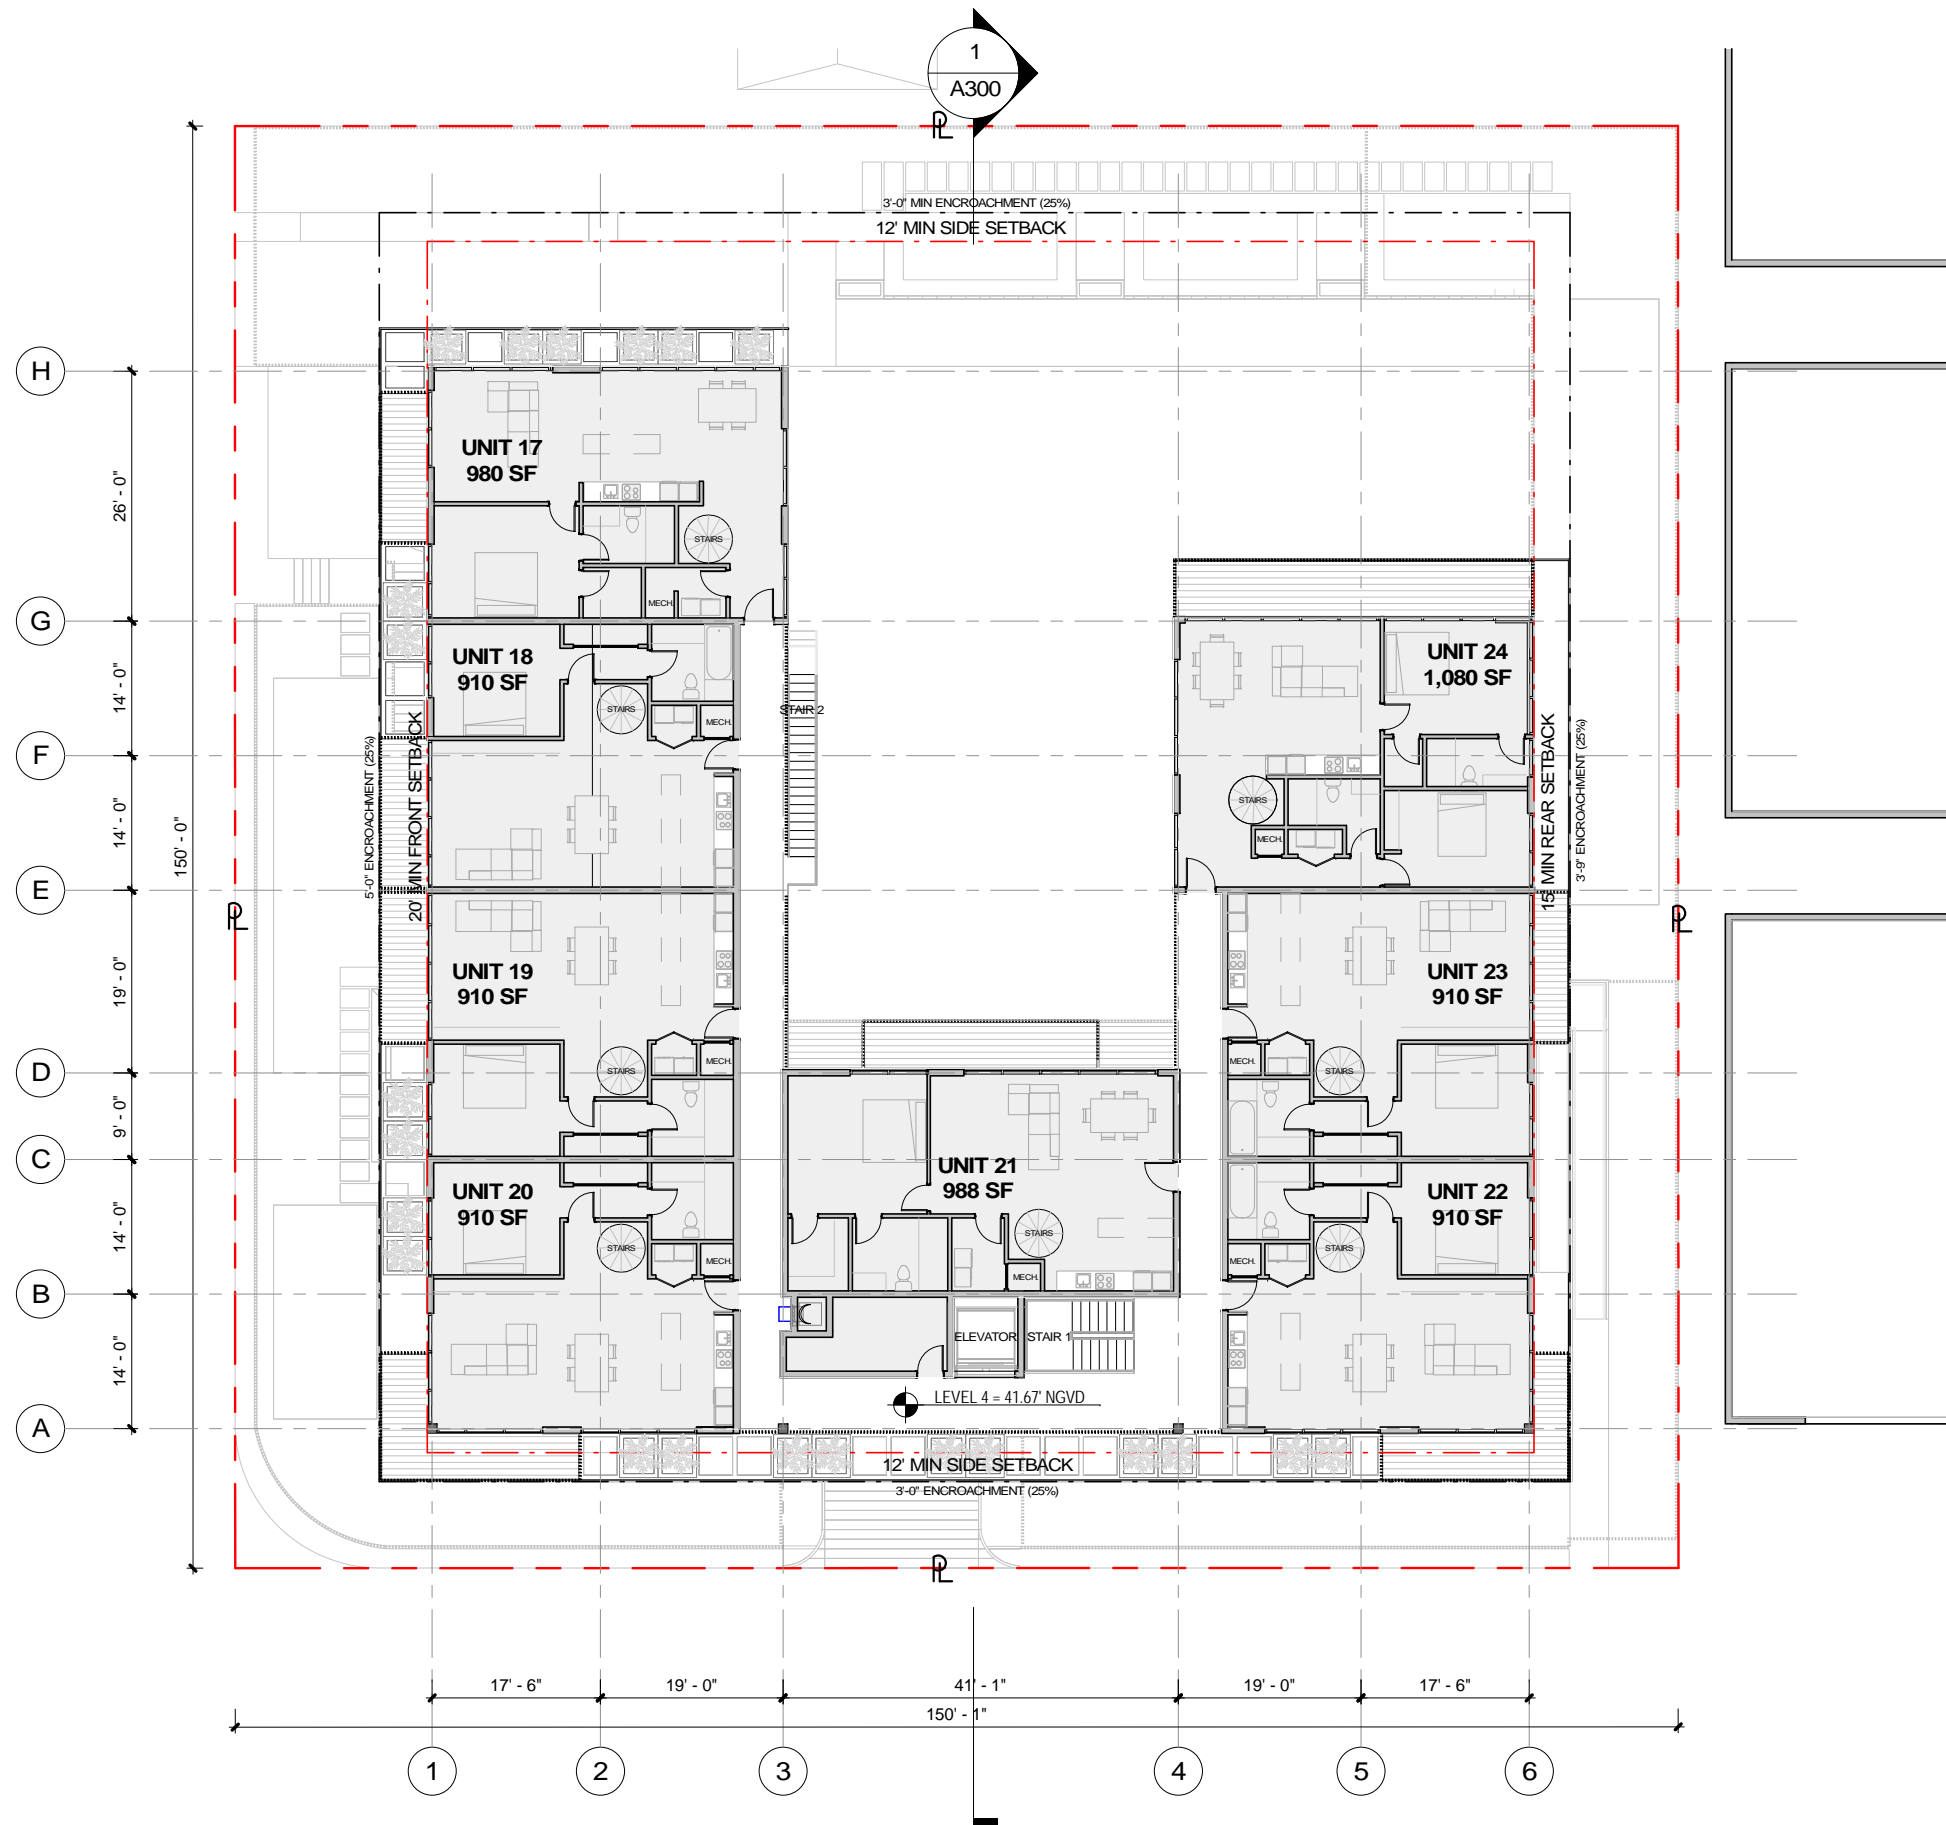 1
A300
PL
3'-0" MIN ENCROACHMENT (25%)
12' MIN SIDE SETBACK
H
UNIT 17
980 SF
26' - 0"
STAIRS
MECH.
G
UNIT 18
910 SF
UNIT 24
1,080 SF
14' - 0"
STAIRS
MECH.
STAIR 2
F
5'-0" ENCROACHMENT (25%)
20' MIN FRONT SETBACK
15' MIN REAR SETBACK
3'-9" ENCROACHMENT (25%)
14' - 0"
150' - 0"
STAIRS
MECH.
E
PL
PL
UNIT 19
910 SF
UNIT 23
910 SF
19' - 0"
MECH.
MECH.
D
STAIRS
STAIRS
9' - 0"
C
UNIT 21
988 SF
UNIT 20
910 SF
UNIT 22
910 SF
14' - 0"
STAIRS
STAIRS
STAIRS
MECH.
MECH.
MECH.
B
ELEVATOR
STAIR 1
14' - 0"
LEVEL 4 = 41.67' NGVD
A
12' MIN SIDE SETBACK
3'-0" ENCROACHMENT (25%)
PL
17' - 6"
19' - 0"
41' - 1"
19' - 0"
17' - 6"
150' - 1"
1
2
3
4
5
6